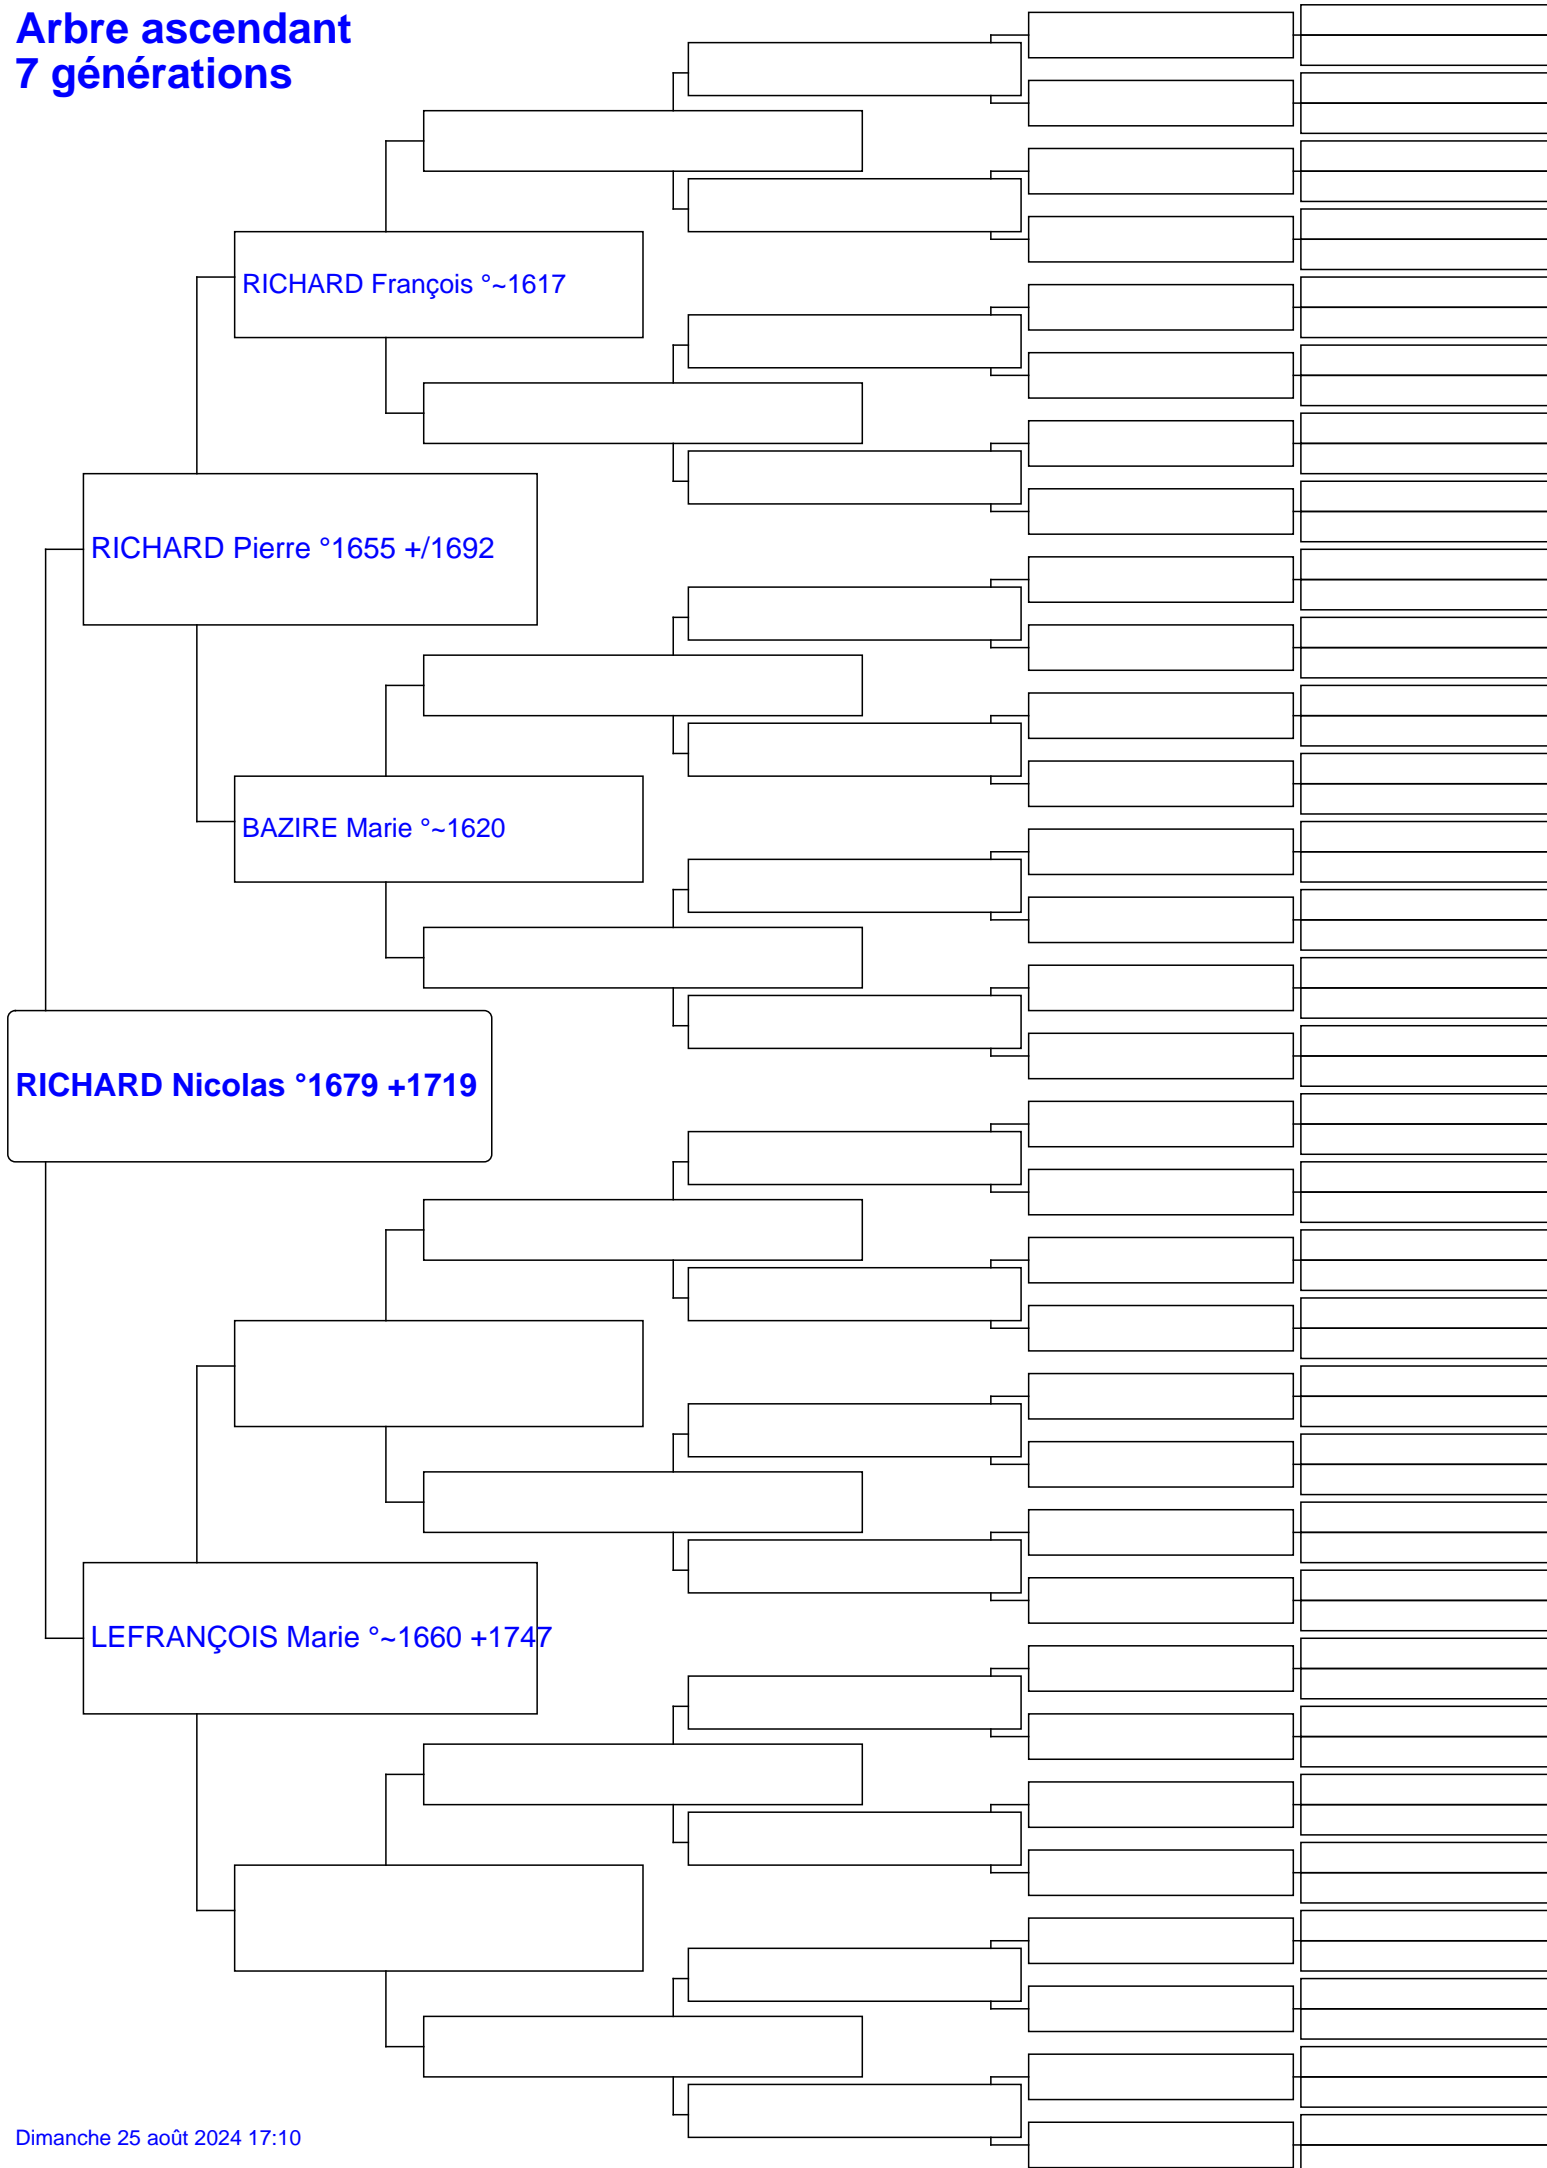 Arbre ascendant
7 générations
RICHARD François °~1617
RICHARD Pierre °1655 +/1692
BAZIRE Marie °~1620
RICHARD Nicolas °1679 +1719
LEFRANÇOIS Marie °~1660 +1747
Dimanche 25 août 2024 17:10